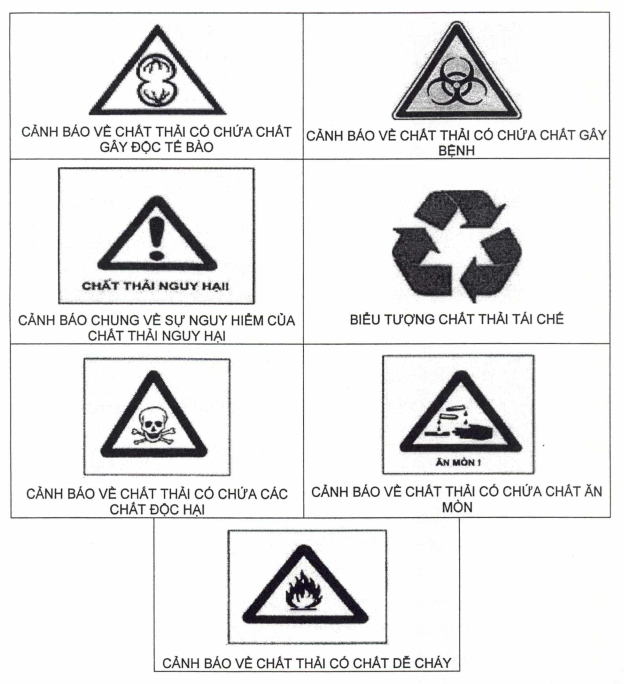 CẢNH BÁO VỀ CHẤT THẢI CÓ CHỨA CHẤT
GÂY ĐỘC TẾ BÀO
CẢNH BÁO VỀ CHẤT THẢI CÓ CHỨA CHẤT GÂY
BỆNH
CHẤT THẢI NGUY HẠI!
CẢNH BÁO CHUNG VỀ SỰ NGUY HIỂM CỦA
CHẤT THẢI NGUY HẠI
BIỂU TƯỢNG CHẤT THẢI TÁI CHẾ
CẢNH BÁO VỀ CHẤT THẢI CÓ CHỨA CÁC
CHẤT ĐỘC HẠI
ĂN MÒN !
CẢNH BÁO VỀ CHẤT THẢI CÓ CHỨA CHẤT ĂN
MÒN
CẢNH BÁO VỀ CHẤT THẢI CÓ CHẤT DỄ CHÁY